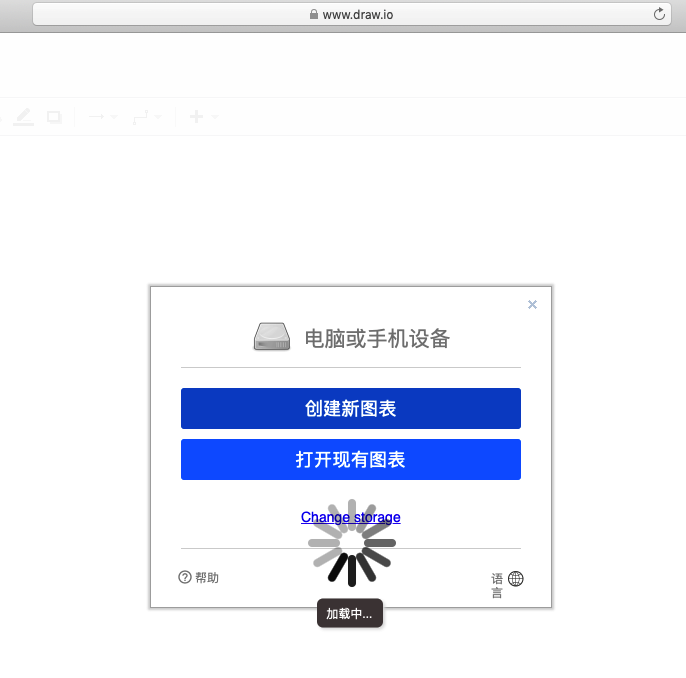 www.draw.io
电脑或手机设备
创建新图表
打开现有图表
Change storage
帮助
语
言
加载中...